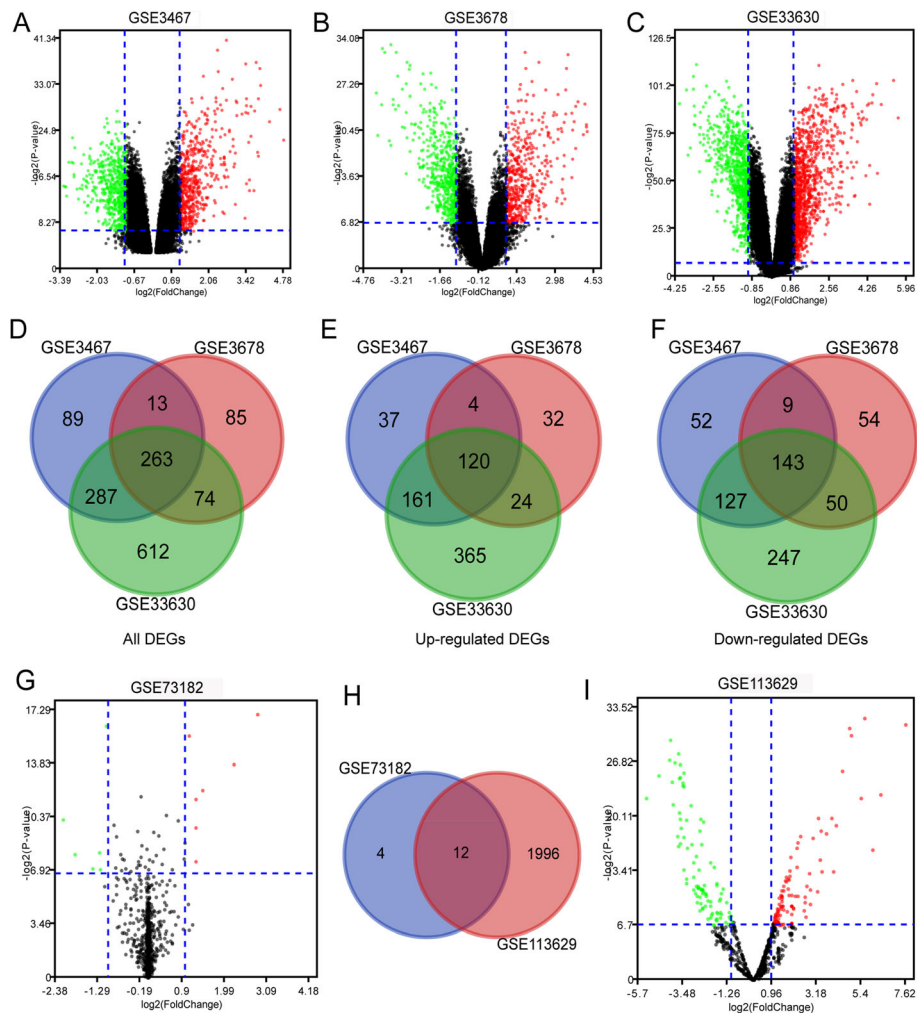 A
GSE3467
41.34
33.07
24.8
16.54
8.27
0
-log2(P-value)
-3.39 -2.03 -0.67 0.69 2.06 3.42 4.78
log2(FoldChange)
B
GSE3678
34.08
27.26
20.45
13.63
6.82
0
-log2(P-value)
-4.76 -3.21 -1.66 -0.12 1.43 2.98 4.53
log2(FoldChange)
C
GSE33630
126.5
101.2
75.9
50.6
25.3
0
-log2(P-value)
-4.25 -2.55 -0.85 0.86 2.56 4.26 5.96
log2(FoldChange)
D
GSE3467
GSE3678
89
13
85
263
287
74
612
GSE33630
All DEGs
E
GSE3467
GSE3678
37
4
32
120
161
24
365
GSE33630
Up-regulated DEGs
F
GSE3467
GSE3678
52
9
54
143
127
50
247
GSE33630
Down-regulated DEGs
G
GSE73182
17.29
13.83
10.37
6.92
3.46
0
-log2(P-value)
-2.38 -1.29 -0.19 0.9 1.99 3.09 4.18
log2(FoldChange)
H
GSE73182
4
12
1996
GSE113629
I
GSE113629
33.52
26.82
20.11
13.41
6.7
0
-log2(P-value)
-5.7 -3.48 -1.26 0.96 3.18 5.4 7.62
log2(FoldChange)